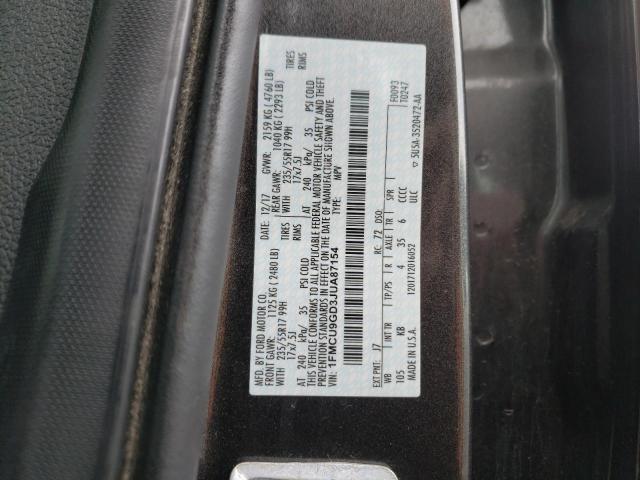 MFD. BY FORD MOTOR CO.
DATE: 12/17 GVWR: 2159 KG ( 4760 LB)
FRONT GAWR: 1125 KG ( 2480 LB) REAR GAWR: 1040 KG ( 2293 LB)
235/55R17 99H TIRES WITH 235/55R17 99H TIRES
17x7.5J RIMS 17x7.5J RIMS
AT 240 kPa/ 35 PSI COLD AT 240 kPa/ 35 PSI COLD
THIS VEHICLE CONFORMS TO ALL APPLICABLE FEDERAL MOTOR VEHICLE SAFETY AND THEFT
PREVENTION STANDARDS IN EFFECT ON THE DATE OF MANUFACTURE SHOWN ABOVE.
VIN: 1FMCU9GD3JUA87154
TYPE: MPV
EXT PNT: J7 RC: 72 DSO: F0093
T0247
WB INT TR TP/PS R AXLE TR SPR
105 KB 4 35 6 CCCC
ULC
MADE IN U.S.A. 120171201605Z ▽ 5U5A-3520472-AA